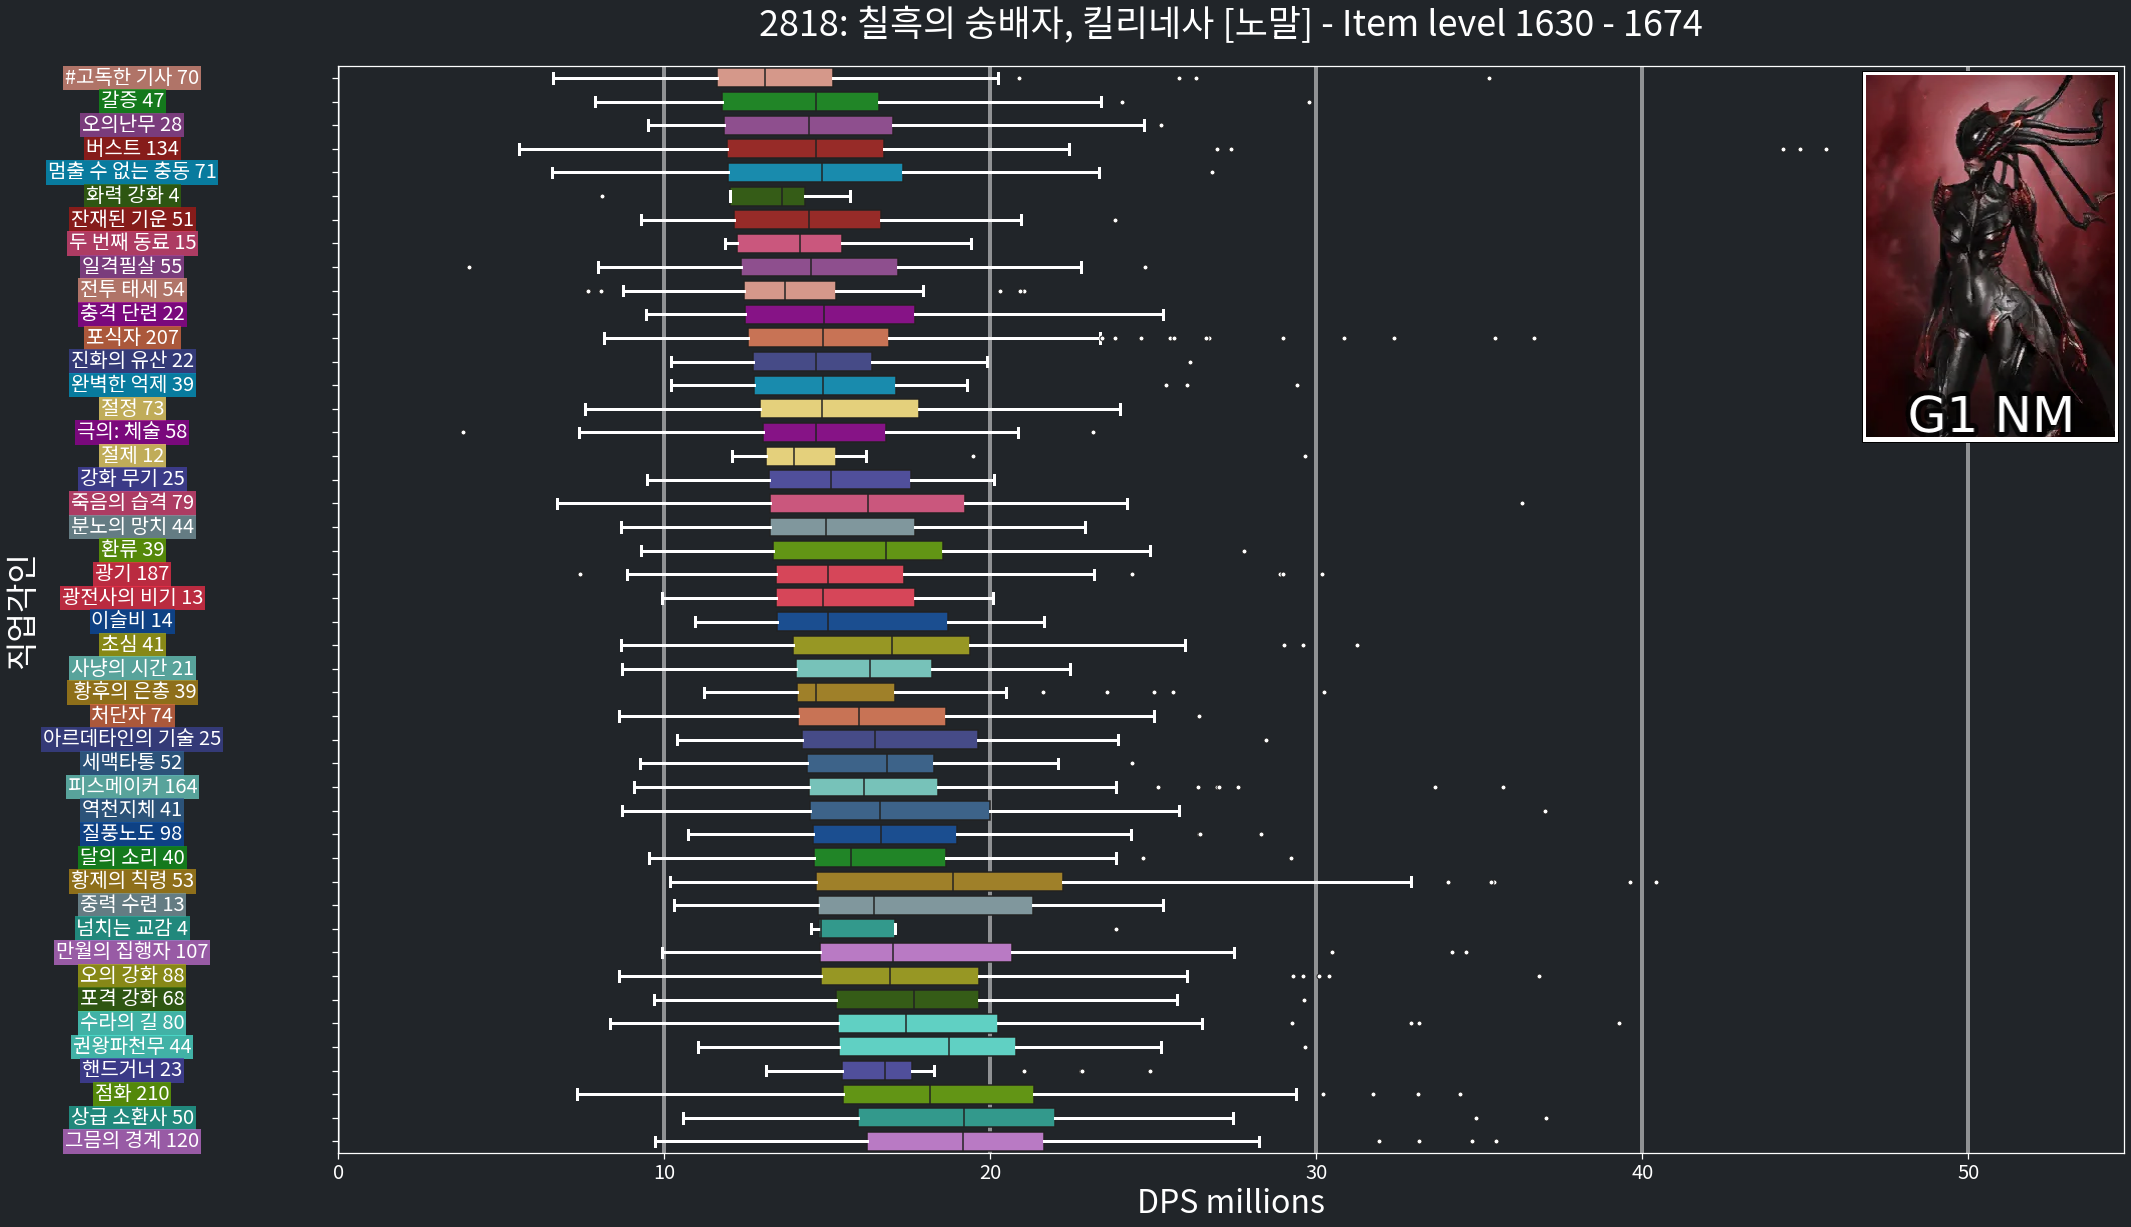 2818: 칠흑의 숭배자, 킬리네사 [노말] - Item level 1630 - 1674
#고독한 기사 70
갈증 47
오의난무 28
버스트 134
멈출 수 없는 충동 71
화력 강화 4
잔재된 기운 51
두 번째 동료 15
일격필살 55
전투 태세 54
충격 단련 22
포식자 207
진화의 유산 22
완벽한 억제 39
절정 73
극의: 체술 58
절제 12
강화 무기 25
죽음의 습격 79
분노의 망치 44
환류 39
광기 187
광전사의 비기 13
이슬비 14
초심 41
사냥의 시간 21
황후의 은총 39
처단자 74
아르데타인의 기술 25
세맥타통 52
피스메이커 164
역천지체 41
질풍노도 98
달의 소리 40
황제의 칙령 53
중력 수련 13
넘치는 교감 4
만월의 집행자 107
오의 강화 88
포격 강화 68
수라의 길 80
권왕파천무 44
핸드거너 23
점화 210
상급 소환사 50
그믐의 경계 120
직업각인
G1 NM
0 10 20 30 40 50
DPS millions